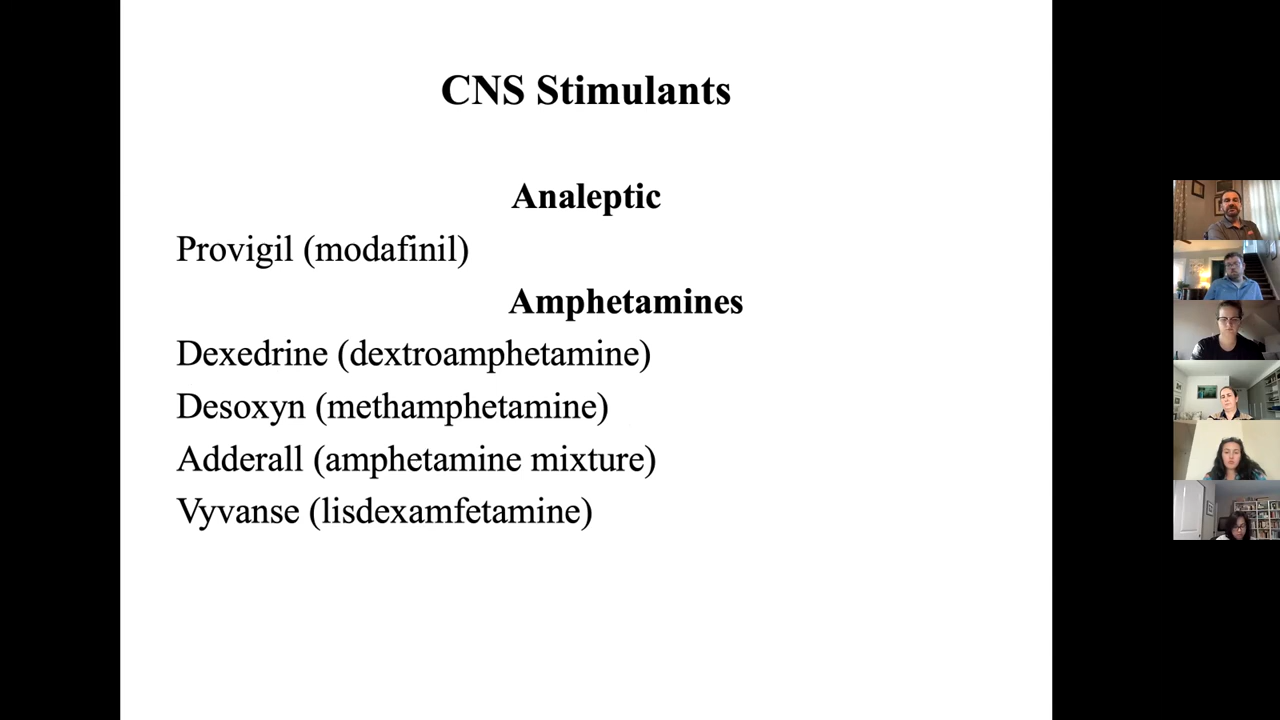 CNS Stimulants
Analeptic
Provigil (modafinil)
Amphetamines
Dexedrine (dextroamphetamine)
Desoxyn (methamphetamine)
Adderall (amphetamine mixture)
Vyvanse (lisdexamfetamine)